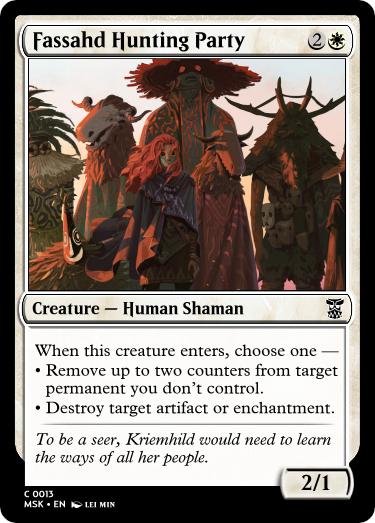 Fassahd Hunting Party 2
Creature — Human Shaman
When this creature enters, choose one —
• Remove up to two counters from target
permanent you don't control.
• Destroy target artifact or enchantment.
To be a seer, Kriemhild would need to learn
the ways of all her people.
2/1
C 0013
MSK • EN LEI MIN